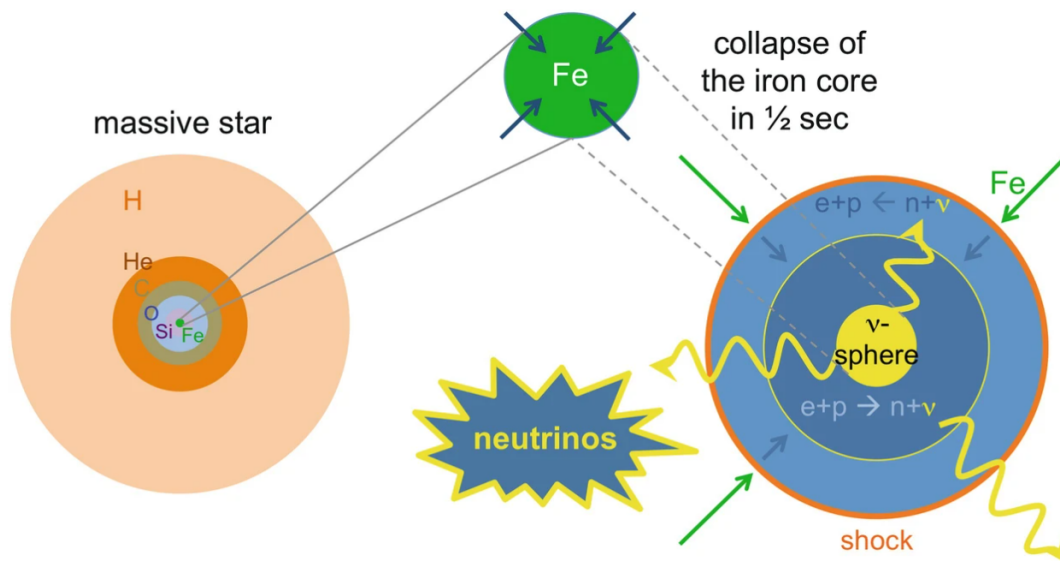 massive star
H
He
C
O
Si
Fe
Fe
collapse of
the iron core
in ½ sec
Fe
e+p ← n+ν
ν-
sphere
e+p → n+ν
neutrinos
shock